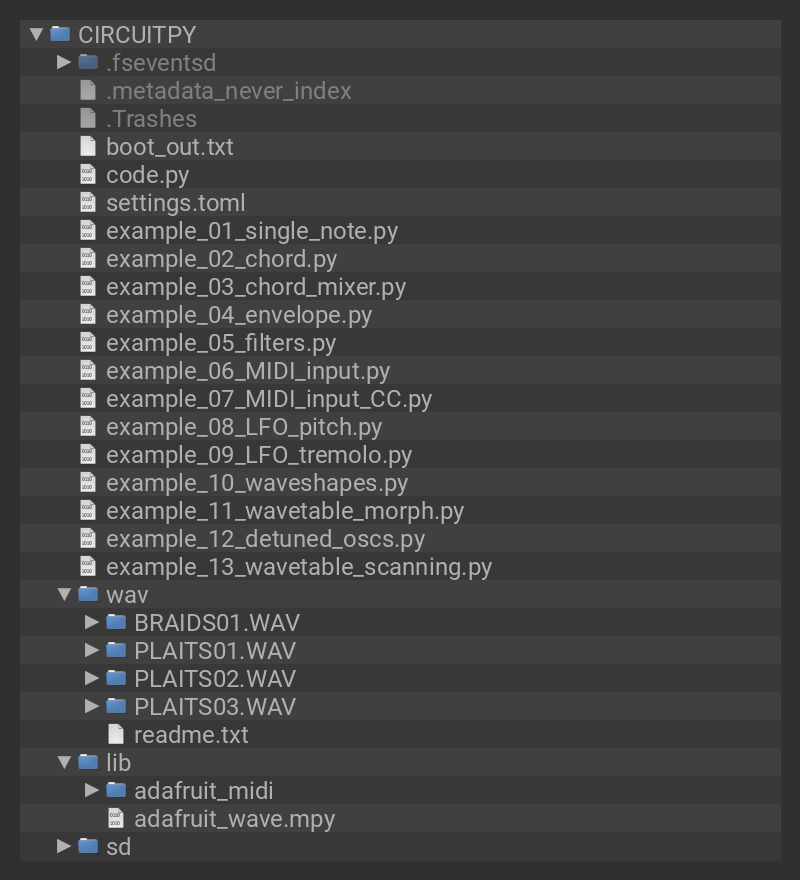 CIRCUITPY
.fseventsd
.metadata_never_index
.Trashes
boot_out.txt
code.py
settings.toml
example_01_single_note.py
example_02_chord.py
example_03_chord_mixer.py
example_04_envelope.py
example_05_filters.py
example_06_MIDI_input.py
example_07_MIDI_input_CC.py
example_08_LFO_pitch.py
example_09_LFO_tremolo.py
example_10_waveshapes.py
example_11_wavetable_morph.py
example_12_detuned_oscs.py
example_13_wavetable_scanning.py
wav
BRAIDS01.WAV
PLAITS01.WAV
PLAITS02.WAV
PLAITS03.WAV
readme.txt
lib
adafruit_midi
adafruit_wave.mpy
sd